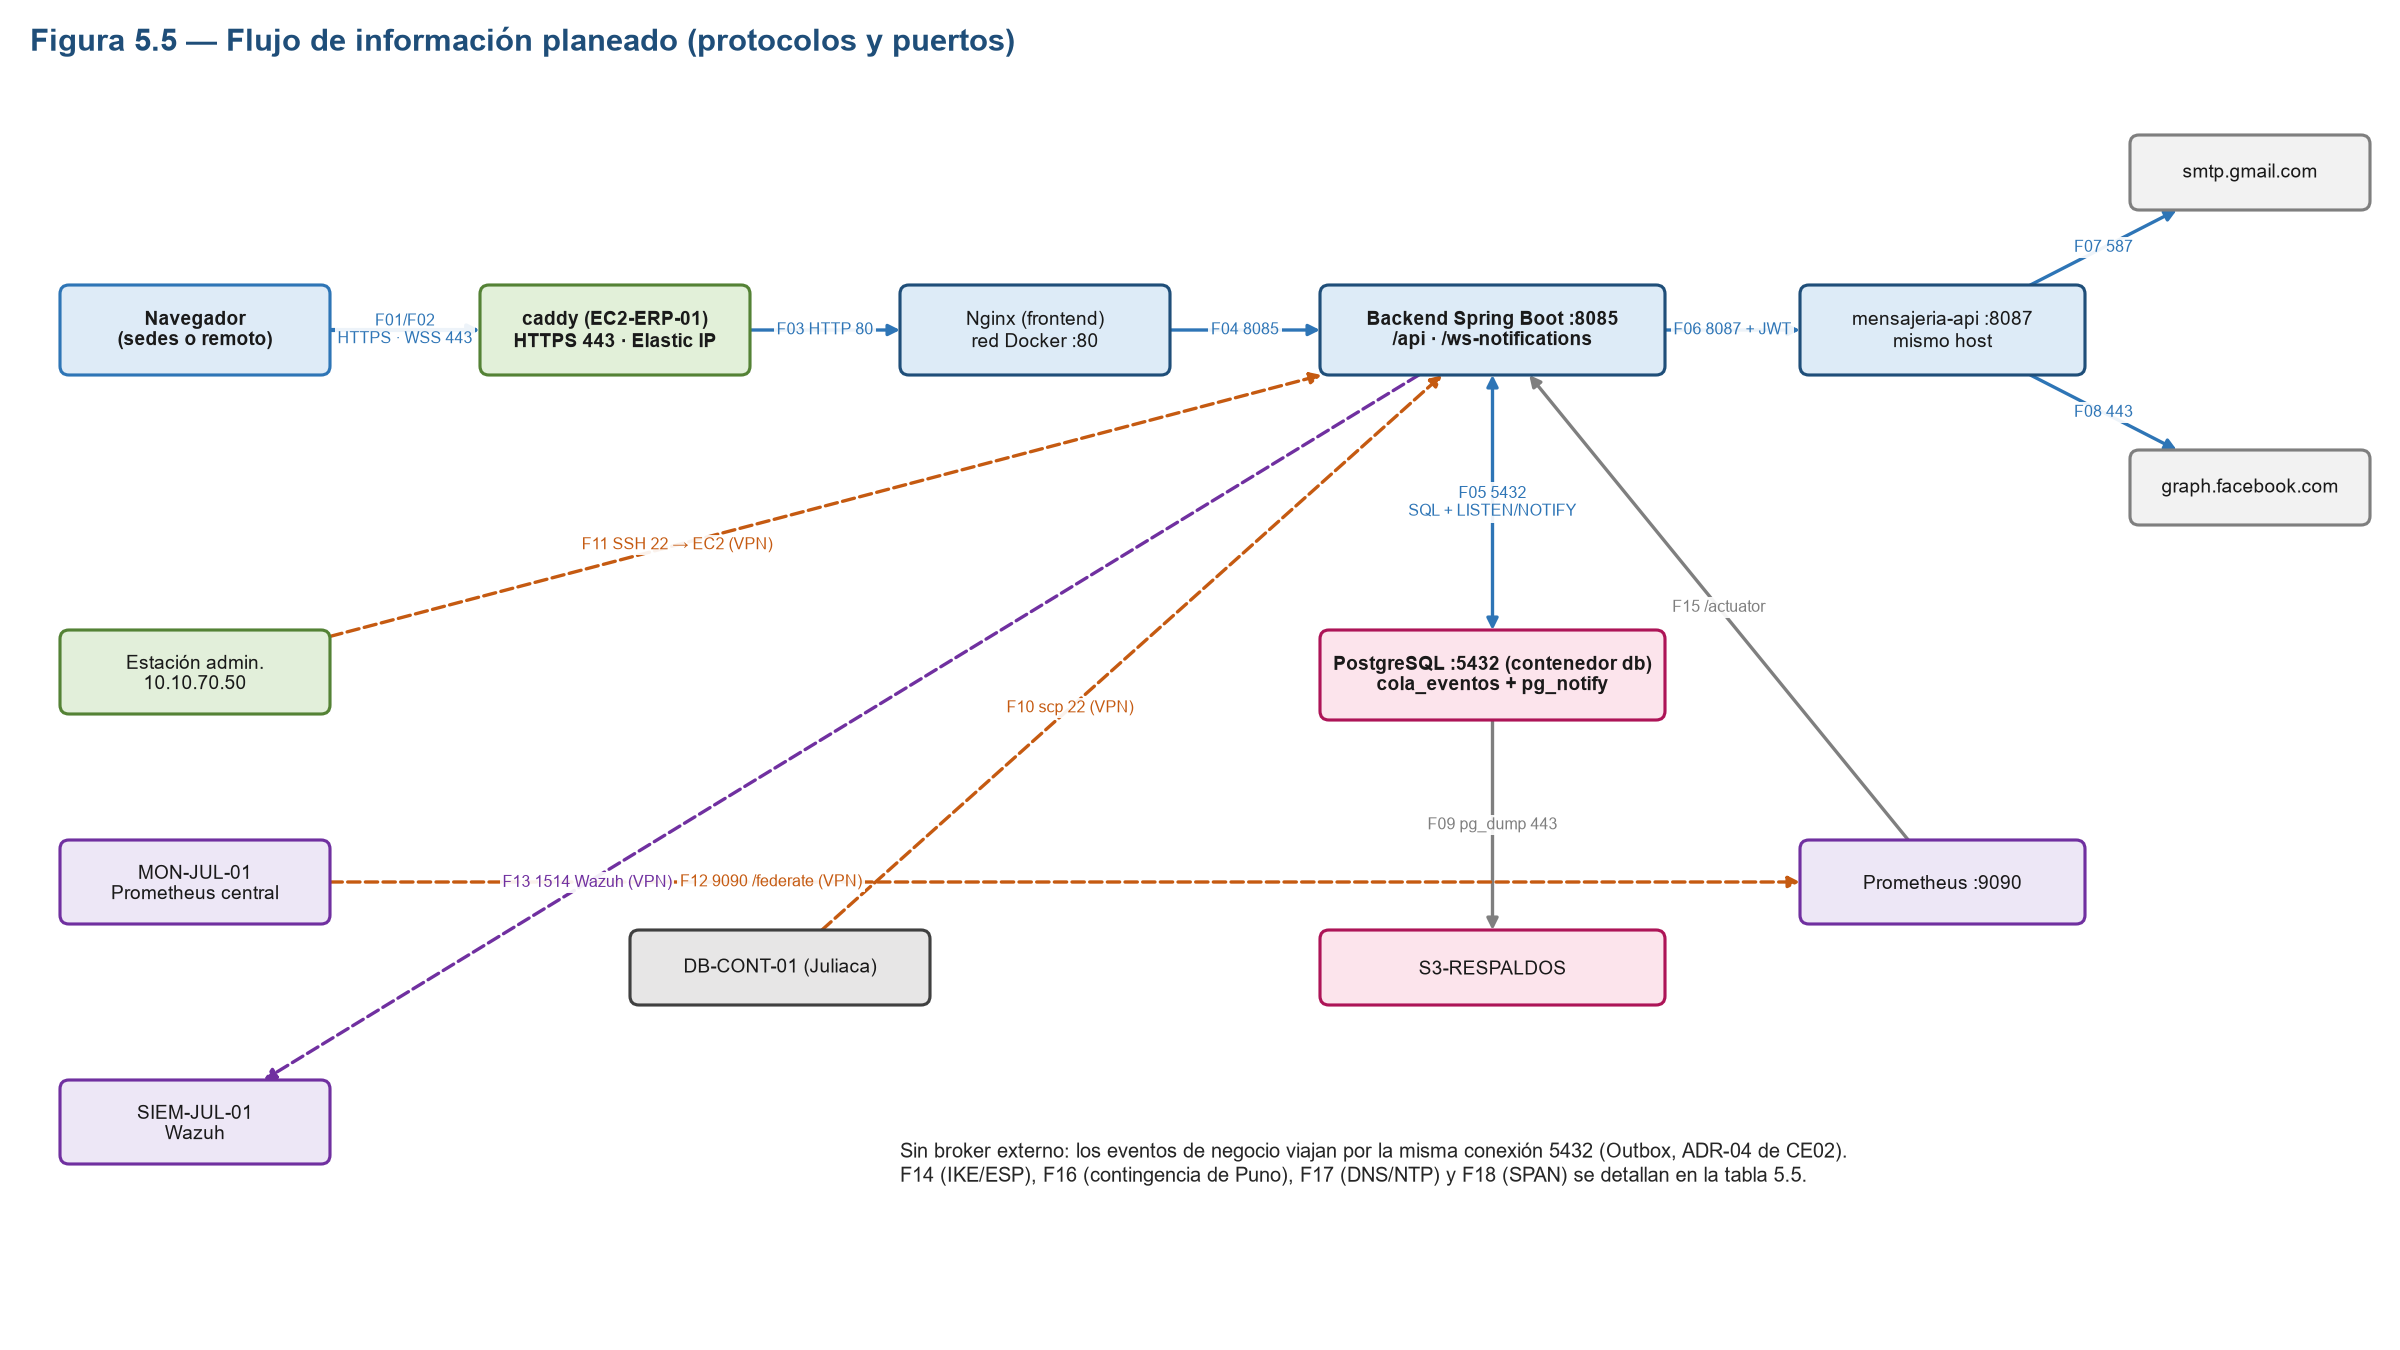 Figura 5.5 — Flujo de información planeado (protocolos y puertos)
smtp.gmail.com
F07 587
Navegador
(sedes o remoto)
F01/F02
HTTPS · WSS 443
caddy (EC2-ERP-01)
HTTPS 443 · Elastic IP
F03 HTTP 80
Nginx (frontend)
red Docker :80
F04 8085
Backend Spring Boot :8085
/api · /ws-notifications
F06 8087 + JWT
mensajeria-api :8087
mismo host
F08 443
graph.facebook.com
F05 5432
SQL + LISTEN/NOTIFY
F11 SSH 22 → EC2 (VPN)
F15 /actuator
Estación admin.
10.10.70.50
PostgreSQL :5432 (contenedor db)
cola_eventos + pg_notify
F10 scp 22 (VPN)
F09 pg_dump 443
MON-JUL-01
Prometheus central
F13 1514 Wazuh (VPN)
F12 9090 /federate (VPN)
Prometheus :9090
DB-CONT-01 (Juliaca)
S3-RESPALDOS
SIEM-JUL-01
Wazuh
Sin broker externo: los eventos de negocio viajan por la misma conexión 5432 (Outbox, ADR-04 de CE02).
F14 (IKE/ESP), F16 (contingencia de Puno), F17 (DNS/NTP) y F18 (SPAN) se detallan en la tabla 5.5.